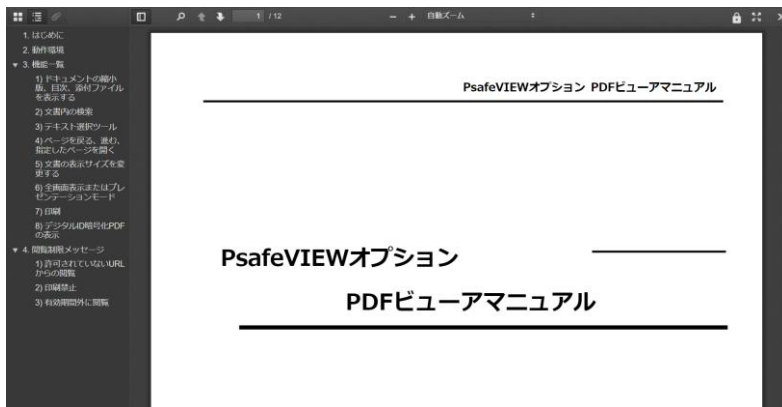 1 / 12
自動ズーム
1. はじめに
2. 動作環境
3. 機能一覧
1) ドキュメントの縮小
版、目次、添付ファイル
を表示する
2) 文書内の検索
3) テキスト選択ツール
4) ページを戻る、進む、
指定したページを開く
5) 文書の表示サイズを変
更する
6) 全画面表示またはプレ
ゼンテーションモード
7) 印刷
8) デジタルID暗号化PDF
の表示
4. 閲覧制限メッセージ
1) 許可されていないURL
からの閲覧
2) 印刷禁止
3) 有効期間外に閲覧
PsafeVIEWオプション PDFビューアマニュアル
PsafeVIEWオプション
PDFビューアマニュアル